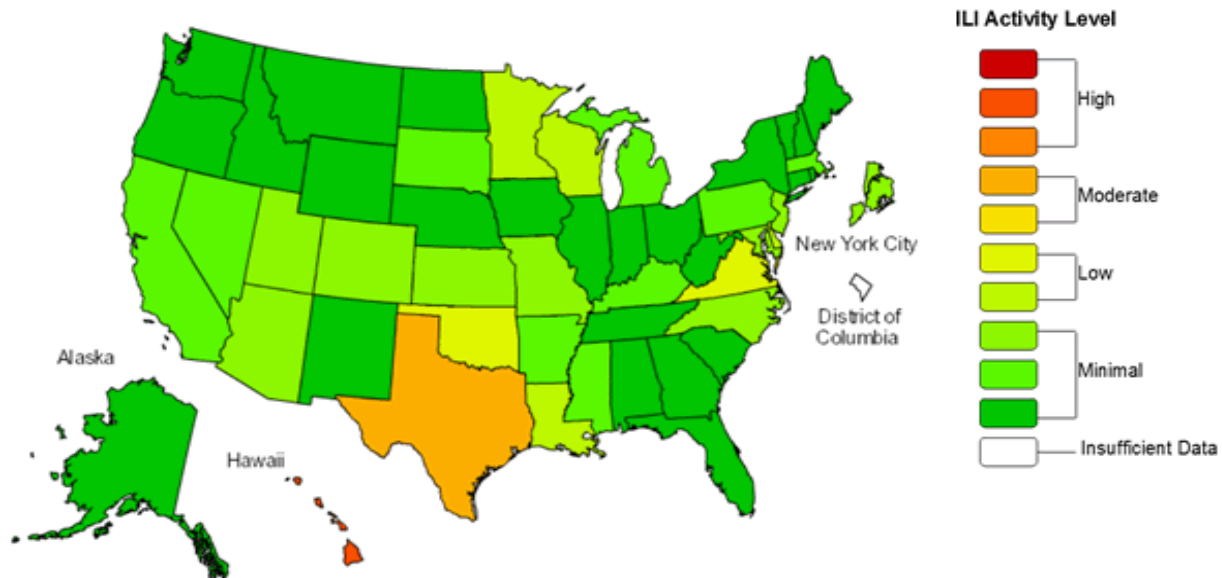 ILI Activity Level
High
Moderate
Low
Minimal
Insufficient Data
New York City
District of
Columbia
Alaska
Hawaii